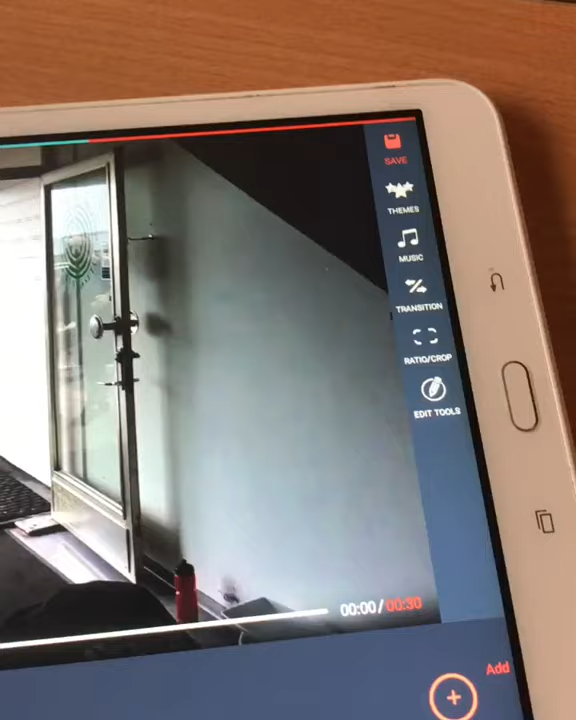 SAVE
THEMES
MUSIC
TRANSITION
RATIO/CROP
EDIT TOOLS
00:00/00:30
Add